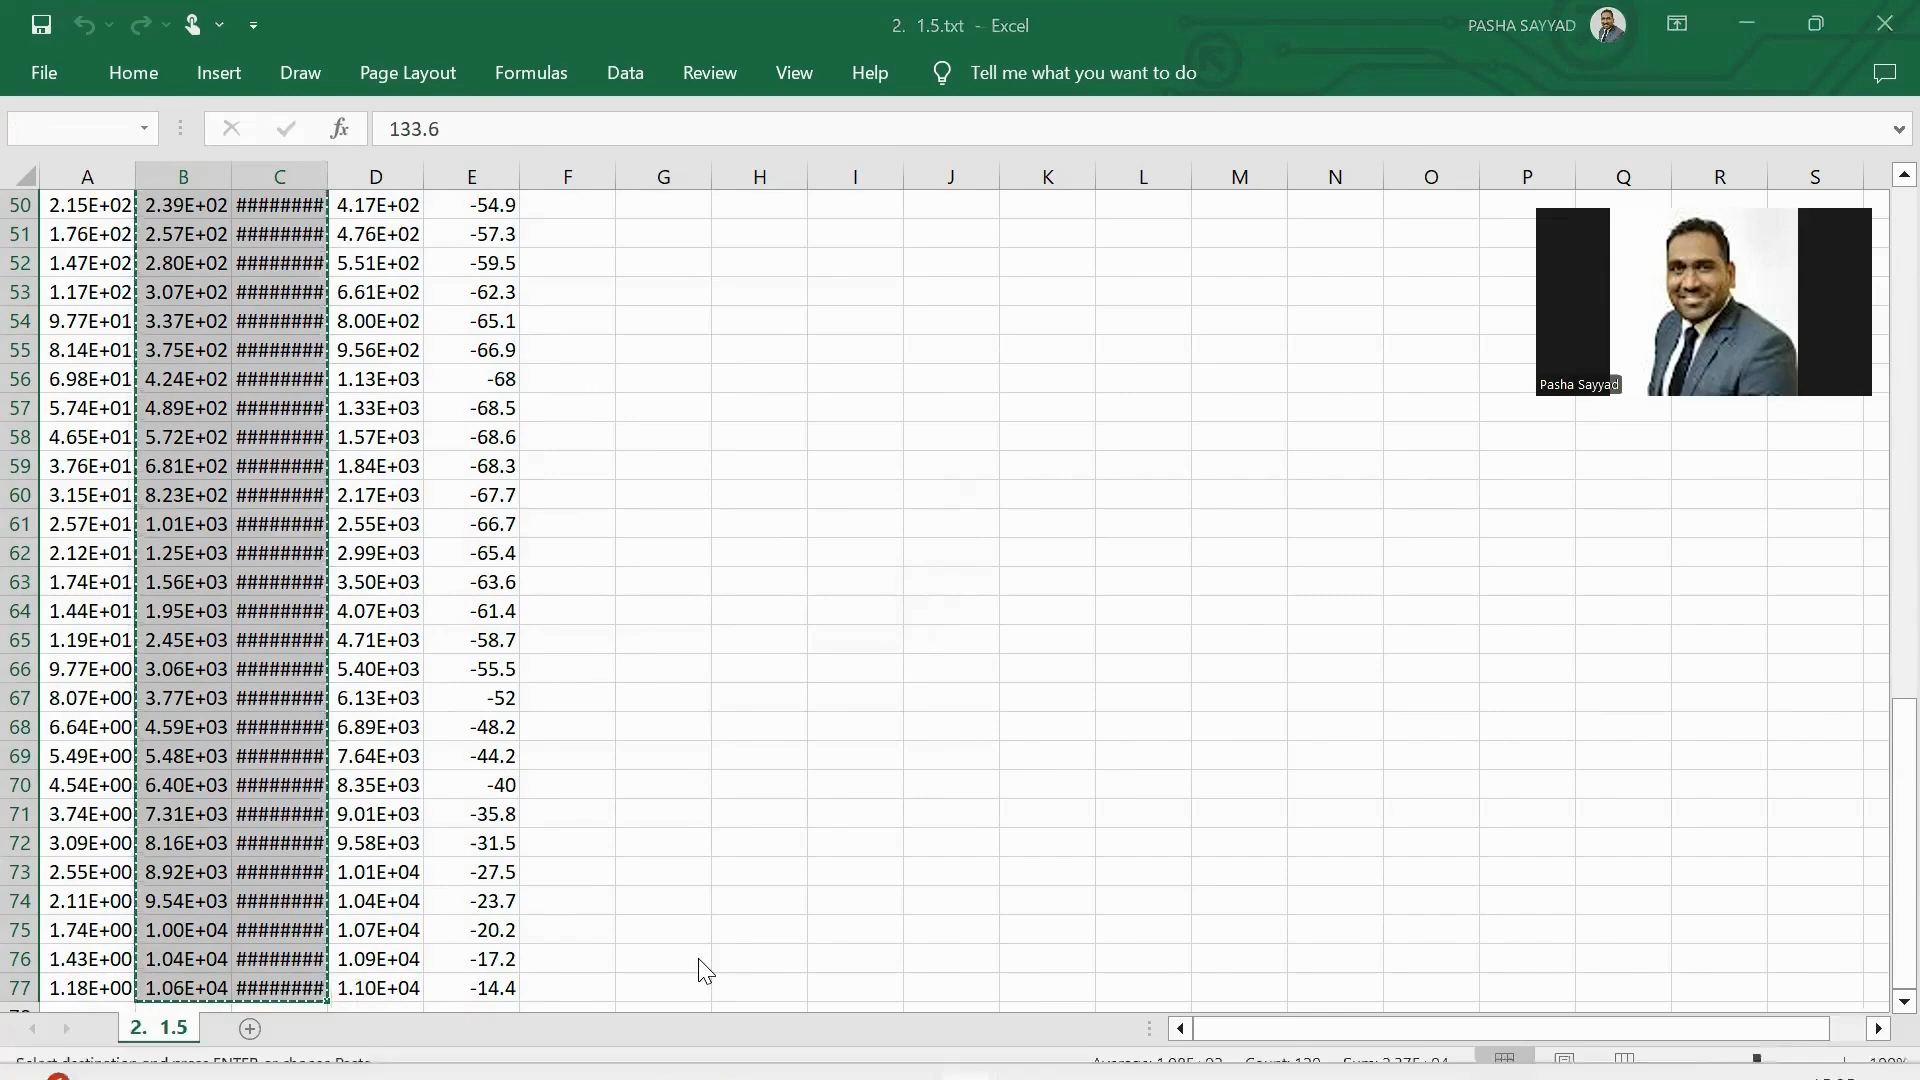 2. 1.5.txt - Excel
PASHA SAYYAD
File Home Insert Draw Page Layout Formulas Data Review View Help Tell me what you want to do
fx 133.6
A B C D E F G H I J K L M N O P Q R S
50 2.15E+02 2.39E+02 ######## 4.17E+02 -54.9
51 1.76E+02 2.57E+02 ######## 4.76E+02 -57.3
52 1.47E+02 2.80E+02 ######## 5.51E+02 -59.5
53 1.17E+02 3.07E+02 ######## 6.61E+02 -62.3
54 9.77E+01 3.37E+02 ######## 8.00E+02 -65.1
55 8.14E+01 3.75E+02 ######## 9.56E+02 -66.9
56 6.98E+01 4.24E+02 ######## 1.13E+03 -68
Pasha Sayyad
57 5.74E+01 4.89E+02 ######## 1.33E+03 -68.5
58 4.65E+01 5.72E+02 ######## 1.57E+03 -68.6
59 3.76E+01 6.81E+02 ######## 1.84E+03 -68.3
60 3.15E+01 8.23E+02 ######## 2.17E+03 -67.7
61 2.57E+01 1.01E+03 ######## 2.55E+03 -66.7
62 2.12E+01 1.25E+03 ######## 2.99E+03 -65.4
63 1.74E+01 1.56E+03 ######## 3.50E+03 -63.6
64 1.44E+01 1.95E+03 ######## 4.07E+03 -61.4
65 1.19E+01 2.45E+03 ######## 4.71E+03 -58.7
66 9.77E+00 3.06E+03 ######## 5.40E+03 -55.5
67 8.07E+00 3.77E+03 ######## 6.13E+03 -52
68 6.64E+00 4.59E+03 ######## 6.89E+03 -48.2
69 5.49E+00 5.48E+03 ######## 7.64E+03 -44.2
70 4.54E+00 6.40E+03 ######## 8.35E+03 -40
71 3.74E+00 7.31E+03 ######## 9.01E+03 -35.8
72 3.09E+00 8.16E+03 ######## 9.58E+03 -31.5
73 2.55E+00 8.92E+03 ######## 1.01E+04 -27.5
74 2.11E+00 9.54E+03 ######## 1.04E+04 -23.7
75 1.74E+00 1.00E+04 ######## 1.07E+04 -20.2
76 1.43E+00 1.04E+04 ######## 1.09E+04 -17.2
77 1.18E+00 1.06E+04 ######## 1.10E+04 -14.4
2. 1.5
Select destination and press ENTER or choose Paste